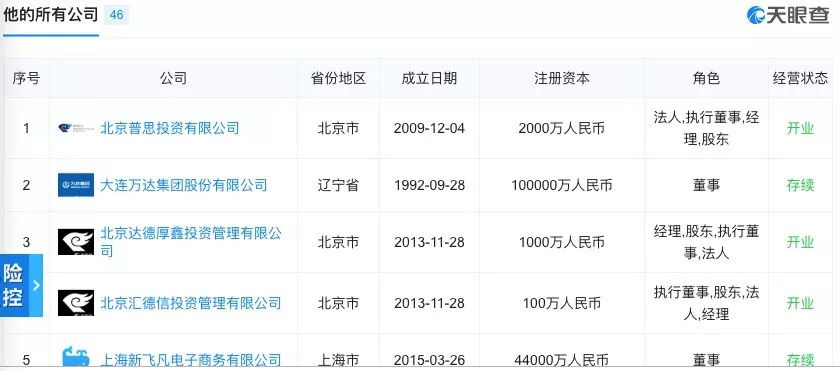 他的所有公司 46
天眼查
序号 公司 省份地区 成立日期 注册资本 角色 经营状态
1 北京普思投资有限公司 北京市 2009-12-04 2000万人民币 法人,执行董事,经
理,股东 开业
2 万达集团 大连万达集团股份有限公司 辽宁省 1992-09-28 100000万人民币 董事 存续
3 北京达德厚鑫投资管理有限公
司 北京市 2013-11-28 1000万人民币 经理,股东,执行董
事,法人 开业
险
控
北京汇德信投资管理有限公司 北京市 2013-11-28 100万人民币 执行董事,股东,法
人,经理 开业
5 上海新飞凡电子商务有限公司 上海市 2015-03-26 44000万人民币 董事 存续